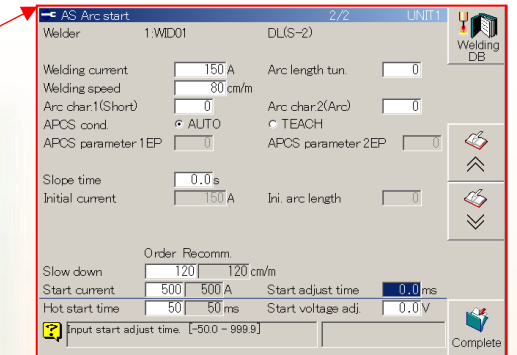 AS Arc start 2/2 UNIT1
Welder 1:WID01 DL(S-2)
Welding DB
Welding current 150 A Arc length tun. 0
Welding speed 80 cm/m
Arc char.1(Short) 0 Arc char.2(Arc) 0
APCS cond. AUTO TEACH
APCS parameter 1EP 0 APCS parameter 2EP 0
Slope time 0.0 s
Initial current 150 A Ini. arc length 0
Order Recomm.
Slow down 120 120 cm/m
Start current 500 500 A Start adjust time 0.0 ms
Hot start time 50 50 ms Start voltage adj. 0.0 V
Input start adjust time. [-50.0 - 999.9]
Complete